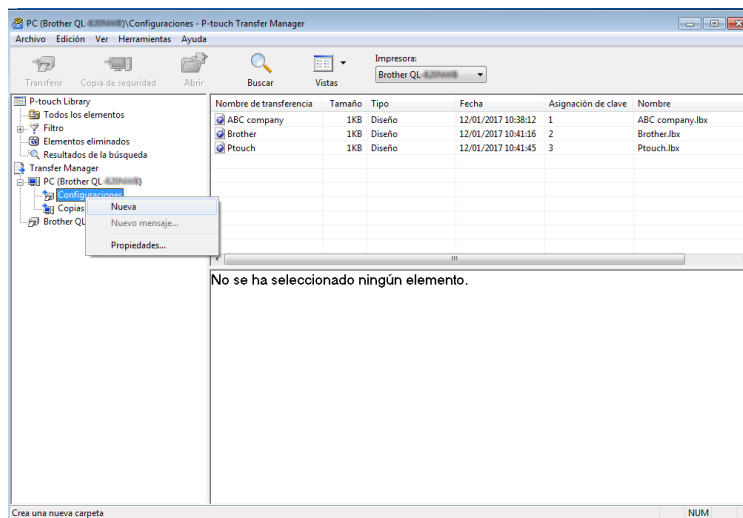 PC (Brother QL-)\Configuraciones - P-touch Transfer Manager
Archivo Edición Ver Herramientas Ayuda
Transferir Copia de seguridad Abrir Buscar Vistas
Impresora:
Brother QL-
P-touch Library
Todos los elementos
Filtro
Elementos eliminados
Resultados de la búsqueda
Transfer Manager
PC (Brother QL-)
Configuraciones
Copias
Brother QL
Nueva
Nuevo mensaje...
Propiedades...
Nombre de transferencia Tamaño Tipo Fecha Asignación de clave Nombre
ABC company 1KB Diseño 12/01/2017 10:38:12 1 ABC company.lbx
Brother 1KB Diseño 12/01/2017 10:41:16 2 Brother.lbx
Ptouch 1KB Diseño 12/01/2017 10:41:45 3 Ptouch.lbx
No se ha seleccionado ningún elemento.
Crea una nueva carpeta NUM